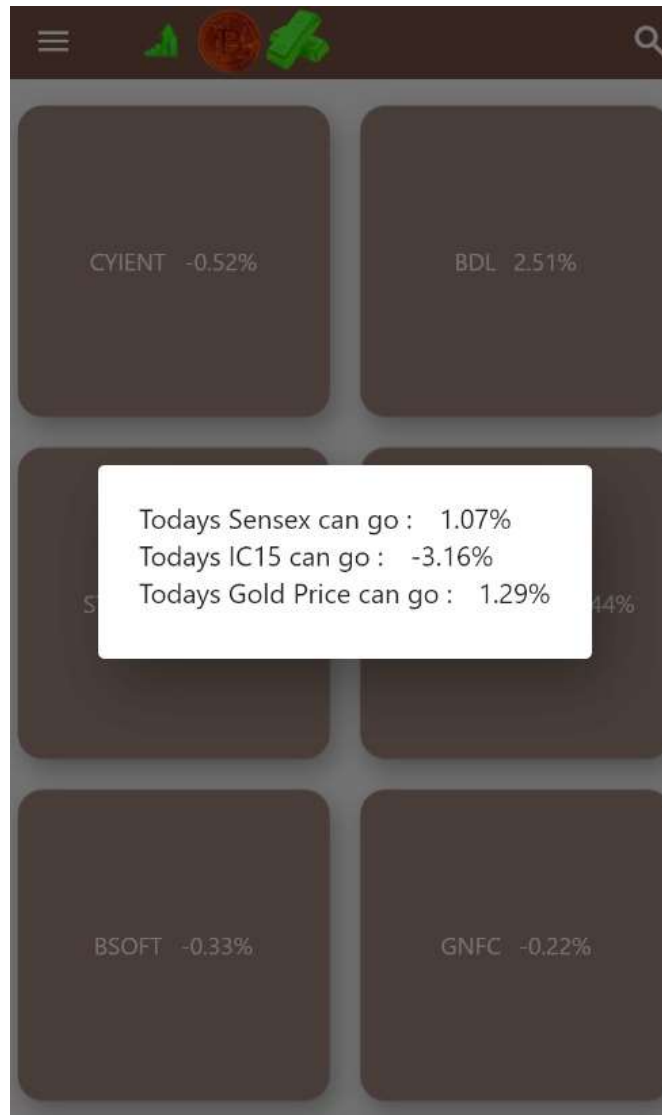 CYIENT -0.52%
BDL 2.51%
Todays Sensex can go : 1.07%
Todays IC15 can go : -3.16%
Todays Gold Price can go : 1.29%
BSOFT -0.33%
GNFC -0.22%